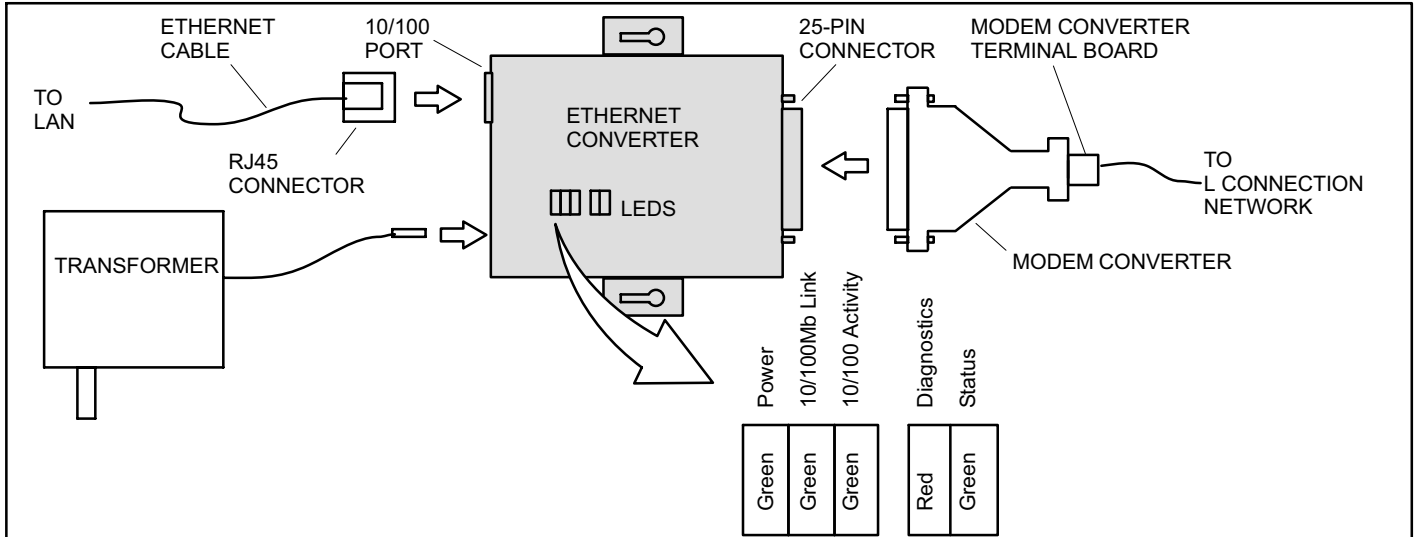 ETHERNET
CABLE
10/100
PORT
25-PIN
CONNECTOR
MODEM CONVERTER
TERMINAL BOARD
TO
LAN
ETHERNET
CONVERTER
RJ45
CONNECTOR
TO
L CONNECTION
NETWORK
LEDS
TRANSFORMER
MODEM CONVERTER
Power
10/100Mb Link
10/100 Activity
Diagnostics
Status
Green
Green
Green
Red
Green